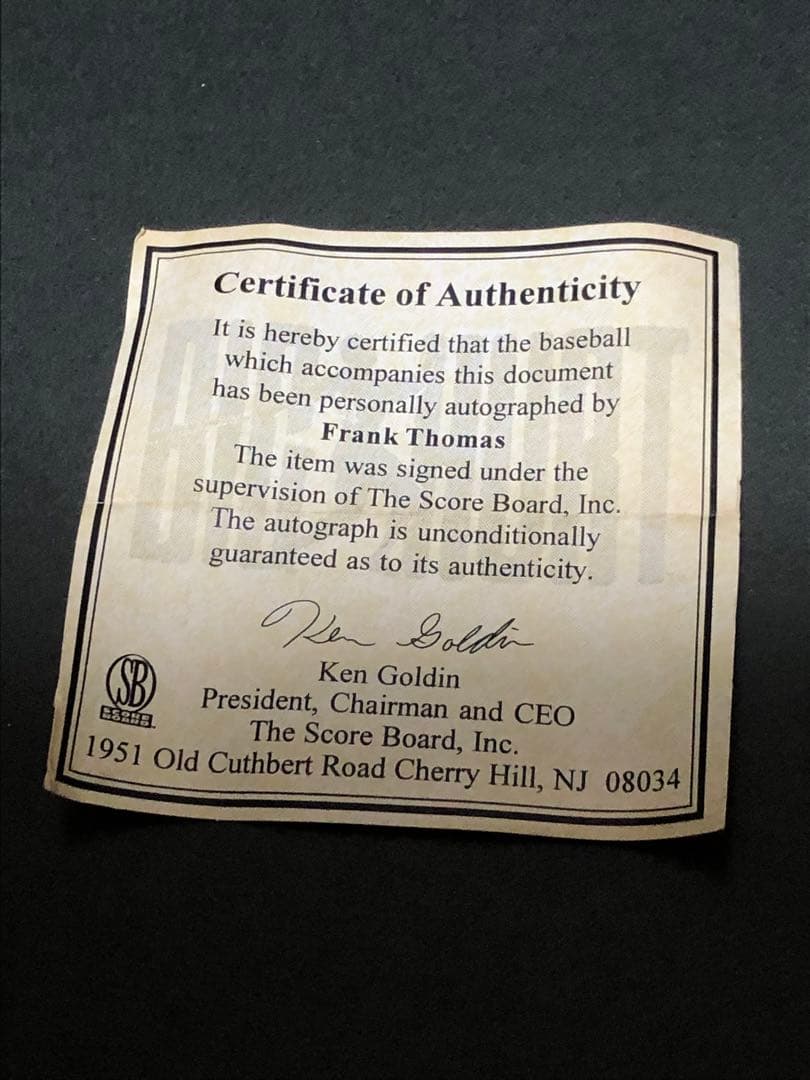 Certificate of Authenticity
It is hereby certified that the baseball
which accompanies this document
has been personally autographed by
Frank Thomas
The item was signed under the
supervision of The Score Board, Inc.
The autograph is unconditionally
guaranteed as to its authenticity.
Ken Goldin
Ken Goldin
President, Chairman and CEO
The Score Board, Inc.
SB
SCORE
BOARD
1951 Old Cuthbert Road Cherry Hill, NJ 08034